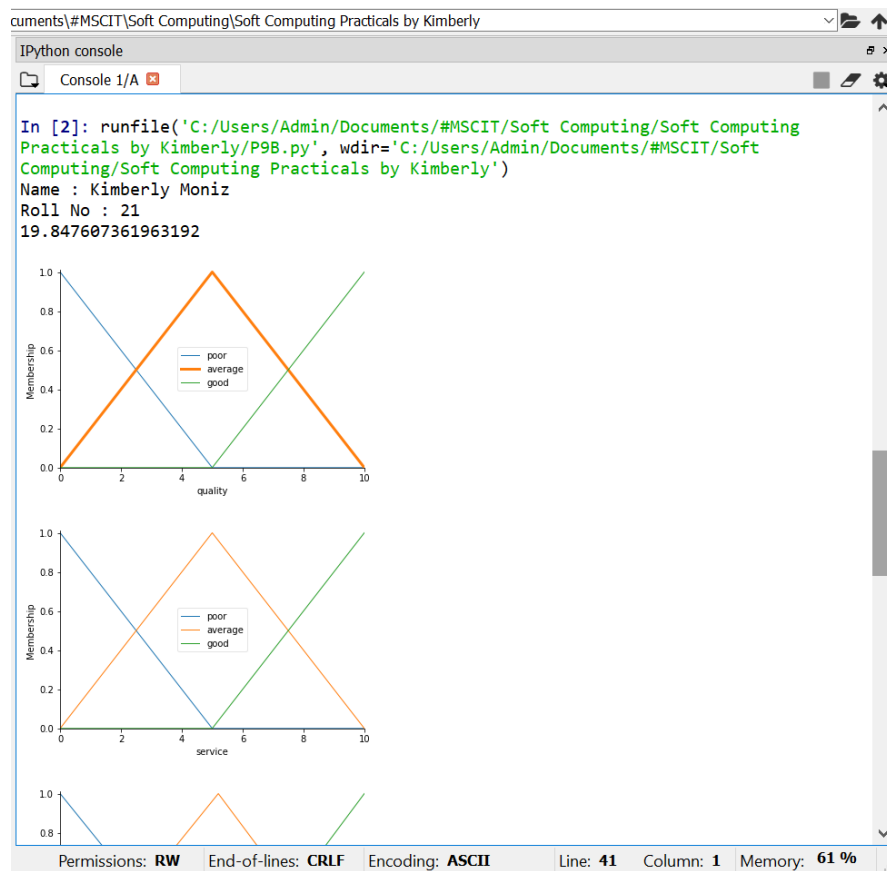 cuments\#MSCIT\Soft Computing\Soft Computing Practicals by Kimberly
IPython console
Console 1/A
In [2]: runfile('C:/Users/Admin/Documents/#MSCIT/Soft Computing/Soft Computing
Practicals by Kimberly/P9B.py', wdir='C:/Users/Admin/Documents/#MSCIT/Soft
Computing/Soft Computing Practicals by Kimberly')
Name : Kimberly Moniz
Roll No : 21
19.847607361963192
1.0
0.8
0.6
0.4
0.2
0.0
Membership
poor
average
good
0 2 4 6 8 10
quality
1.0
0.8
0.6
0.4
0.2
0.0
Membership
poor
average
good
0 2 4 6 8 10
service
1.0
0.8
Permissions: RW End-of-lines: CRLF Encoding: ASCII Line: 41 Column: 1 Memory: 61 %